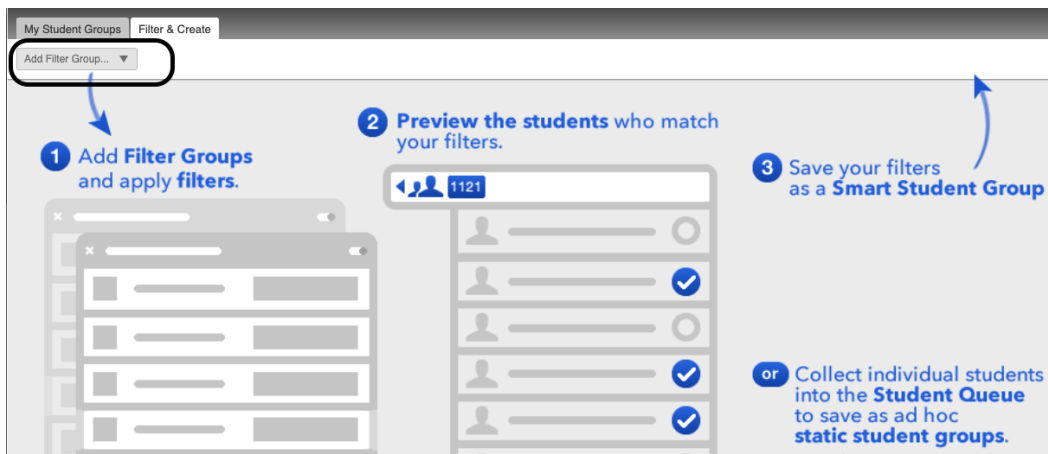 My Student Groups
Filter & Create
Add Filter Group...
1
Add Filter Groups
and apply filters.
2
Preview the students who match
your filters.
1121
3
Save your filters
as a Smart Student Group
or
Collect individual students
into the Student Queue
to save as ad hoc
static student groups.